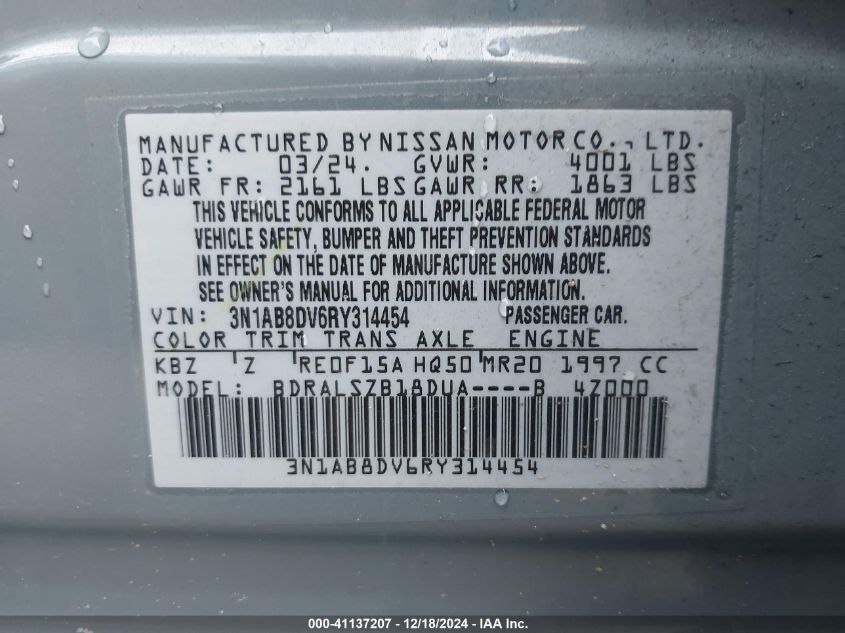 MANUFACTURED BY NISSAN MOTOR CO., LTD.
DATE: 03/24. GVWR: 4001 LBS
GAWR FR: 2161 LBS GAWR RR: 1863 LBS
THIS VEHICLE CONFORMS TO ALL APPLICABLE FEDERAL MOTOR
VEHICLE SAFETY, BUMPER AND THEFT PREVENTION STANDARDS
IN EFFECT ON THE DATE OF MANUFACTURE SHOWN ABOVE.
SEE OWNER'S MANUAL FOR ADDITIONAL INFORMATION.
VIN: 3N1AB8DV6RY314454 PASSENGER CAR.
COLOR TRIM TRANS AXLE ENGINE
KBZ Z RE0F15A HQ50 MR20 1997 CC
MODEL: BDRALSZB18DUA----B 4Z000
3N1AB8DV6RY314454
000-41137207 - 12/18/2024 - IAA Inc.